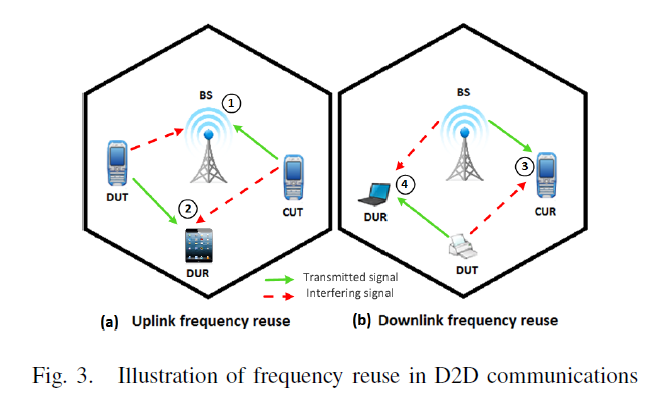 BS
1
DUT
2
CUT
DUR
BS
3
4
DUR
CUR
DUT
Transmitted signal
Interfering signal
(a) Uplink frequency reuse
(b) Downlink frequency reuse
Fig. 3. Illustration of frequency reuse in D2D communications